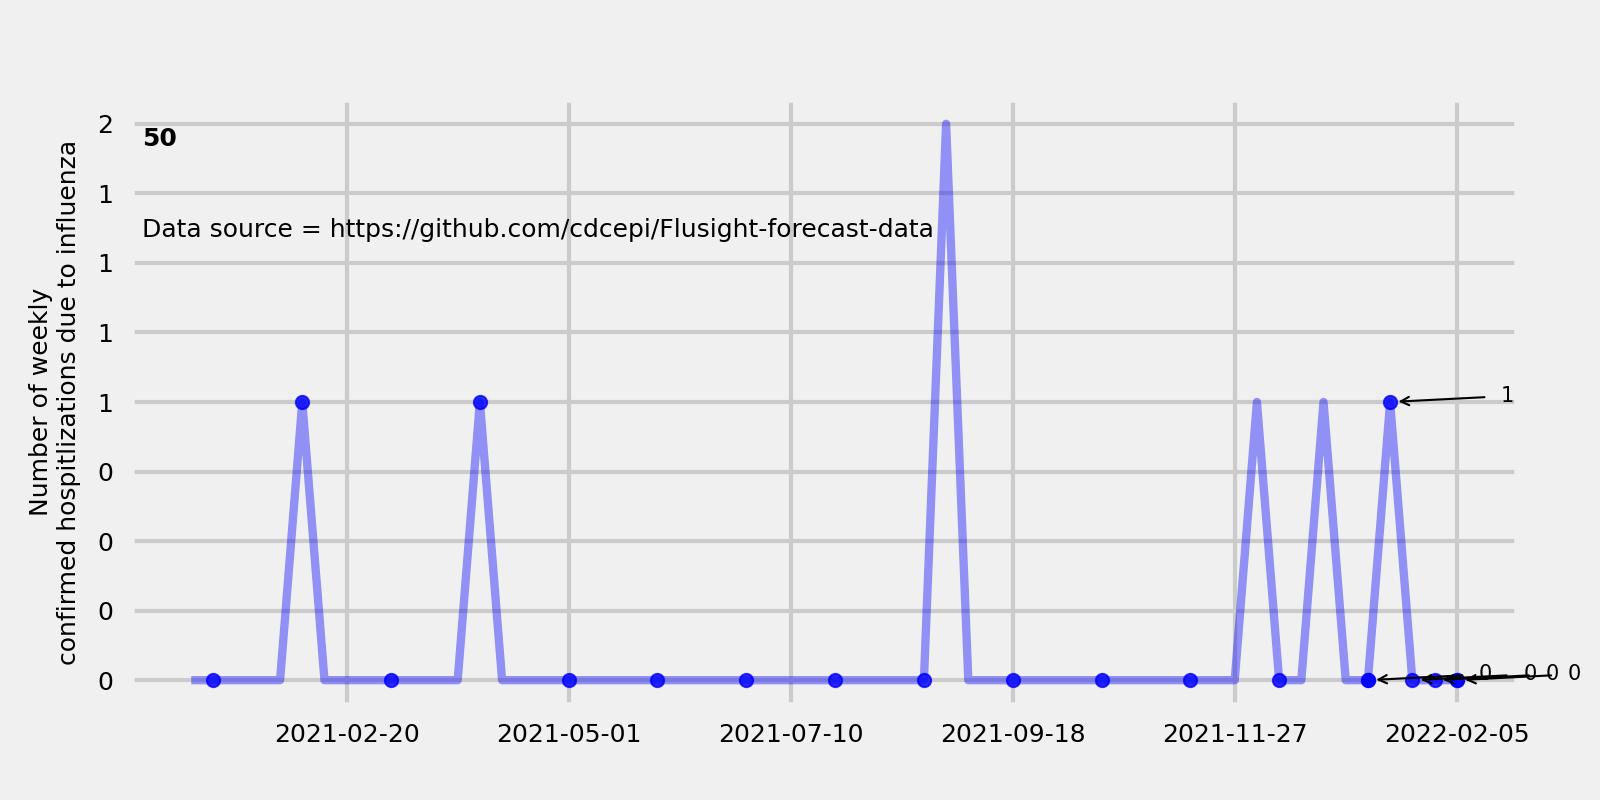 Number of weekly
confirmed hospitlizations due to influenza
2
50
1
Data source = https://github.com/cdcepi/Flusight-forecast-data
1
1
1
1
0
0
0
0
0 0 0 0
2021-02-20 2021-05-01 2021-07-10 2021-09-18 2021-11-27 2022-02-05